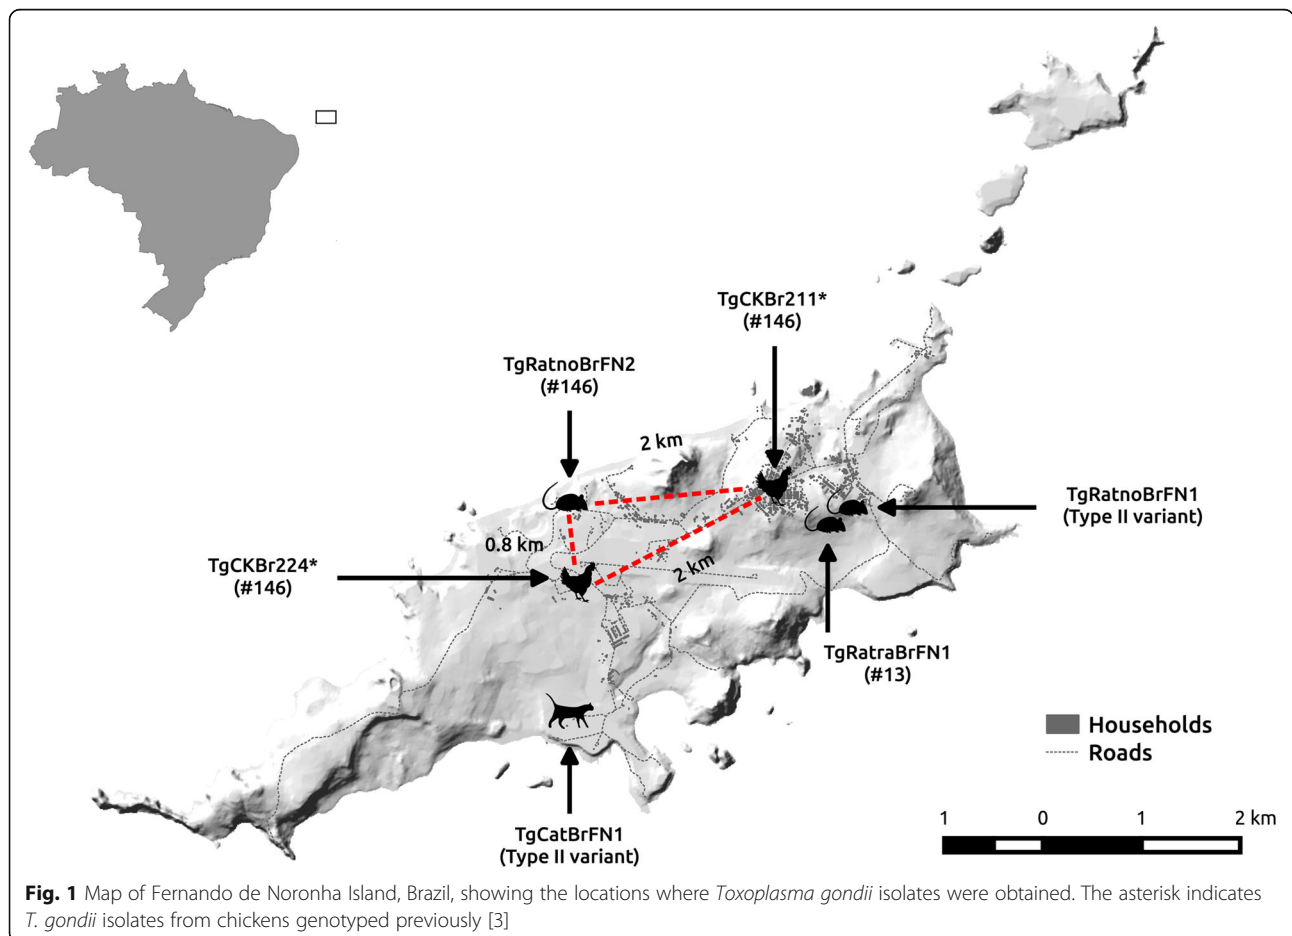 TgCKBr211*
(#146)
TgRatnoBrFN2
(#146)
2 km
TgRatnoBrFN1
(Type II variant)
0.8 km
TgCKBr224*
(#146)
2 km
TgRatraBrFN1
(#13)
Households
Roads
1 0 1 2 km
TgCatBrFN1
(Type II variant)
Fig. 1 Map of Fernando de Noronha Island, Brazil, showing the locations where Toxoplasma gondii isolates were obtained. The asterisk indicates
T. gondii isolates from chickens genotyped previously [3]